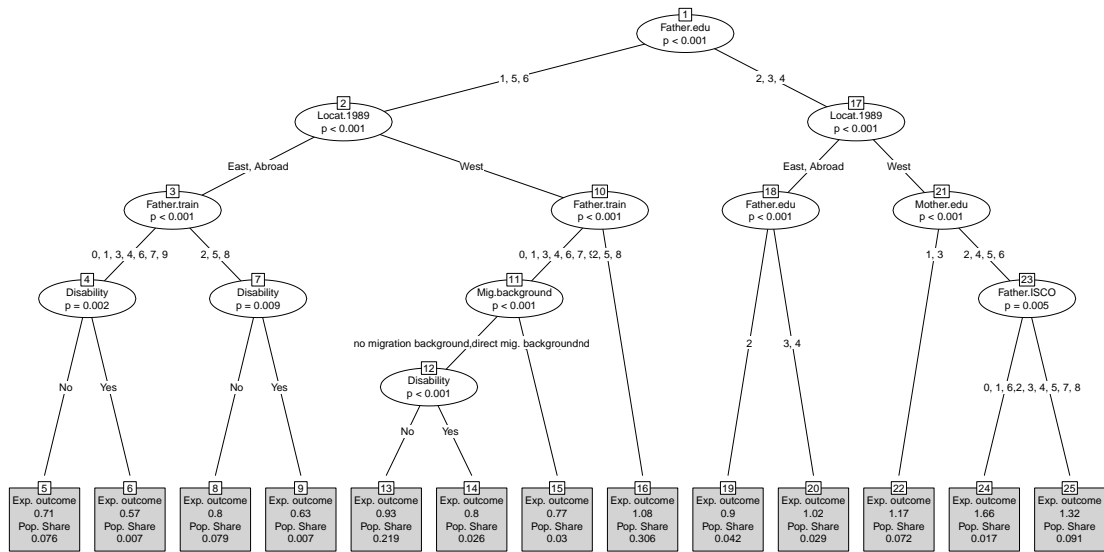 1
Father.edu
p < 0.001
1, 5, 6
2, 3, 4
2
Locat.1989
p < 0.001
17
Locat.1989
p < 0.001
East, Abroad
West
East, Abroad
West
3
Father.train
p < 0.001
10
Father.train
p < 0.001
18
Father.edu
p < 0.001
21
Mother.edu
p < 0.001
0, 1, 3, 4, 6, 7, 9
2, 5, 8
0, 1, 3, 4, 6, 7, 9
2, 5, 8
1, 3
2, 4, 5, 6
4
Disability
p = 0.002
7
Disability
p = 0.009
11
Mig.background
p < 0.001
23
Father.ISCO
p = 0.005
no migration background,
direct mig. background
2
3, 4
12
Disability
p < 0.001
No
Yes
No
Yes
0, 1, 6,
2, 3, 4, 5, 7, 8
No
Yes
5
Exp. outcome
0.71
Pop. Share
0.076
6
Exp. outcome
0.57
Pop. Share
0.007
8
Exp. outcome
0.8
Pop. Share
0.079
9
Exp. outcome
0.63
Pop. Share
0.007
13
Exp. outcome
0.93
Pop. Share
0.219
14
Exp. outcome
0.8
Pop. Share
0.026
15
Exp. outcome
0.77
Pop. Share
0.03
16
Exp. outcome
1.08
Pop. Share
0.306
19
Exp. outcome
0.9
Pop. Share
0.042
20
Exp. outcome
1.02
Pop. Share
0.029
22
Exp. outcome
1.17
Pop. Share
0.072
24
Exp. outcome
1.66
Pop. Share
0.017
25
Exp. outcome
1.32
Pop. Share
0.091